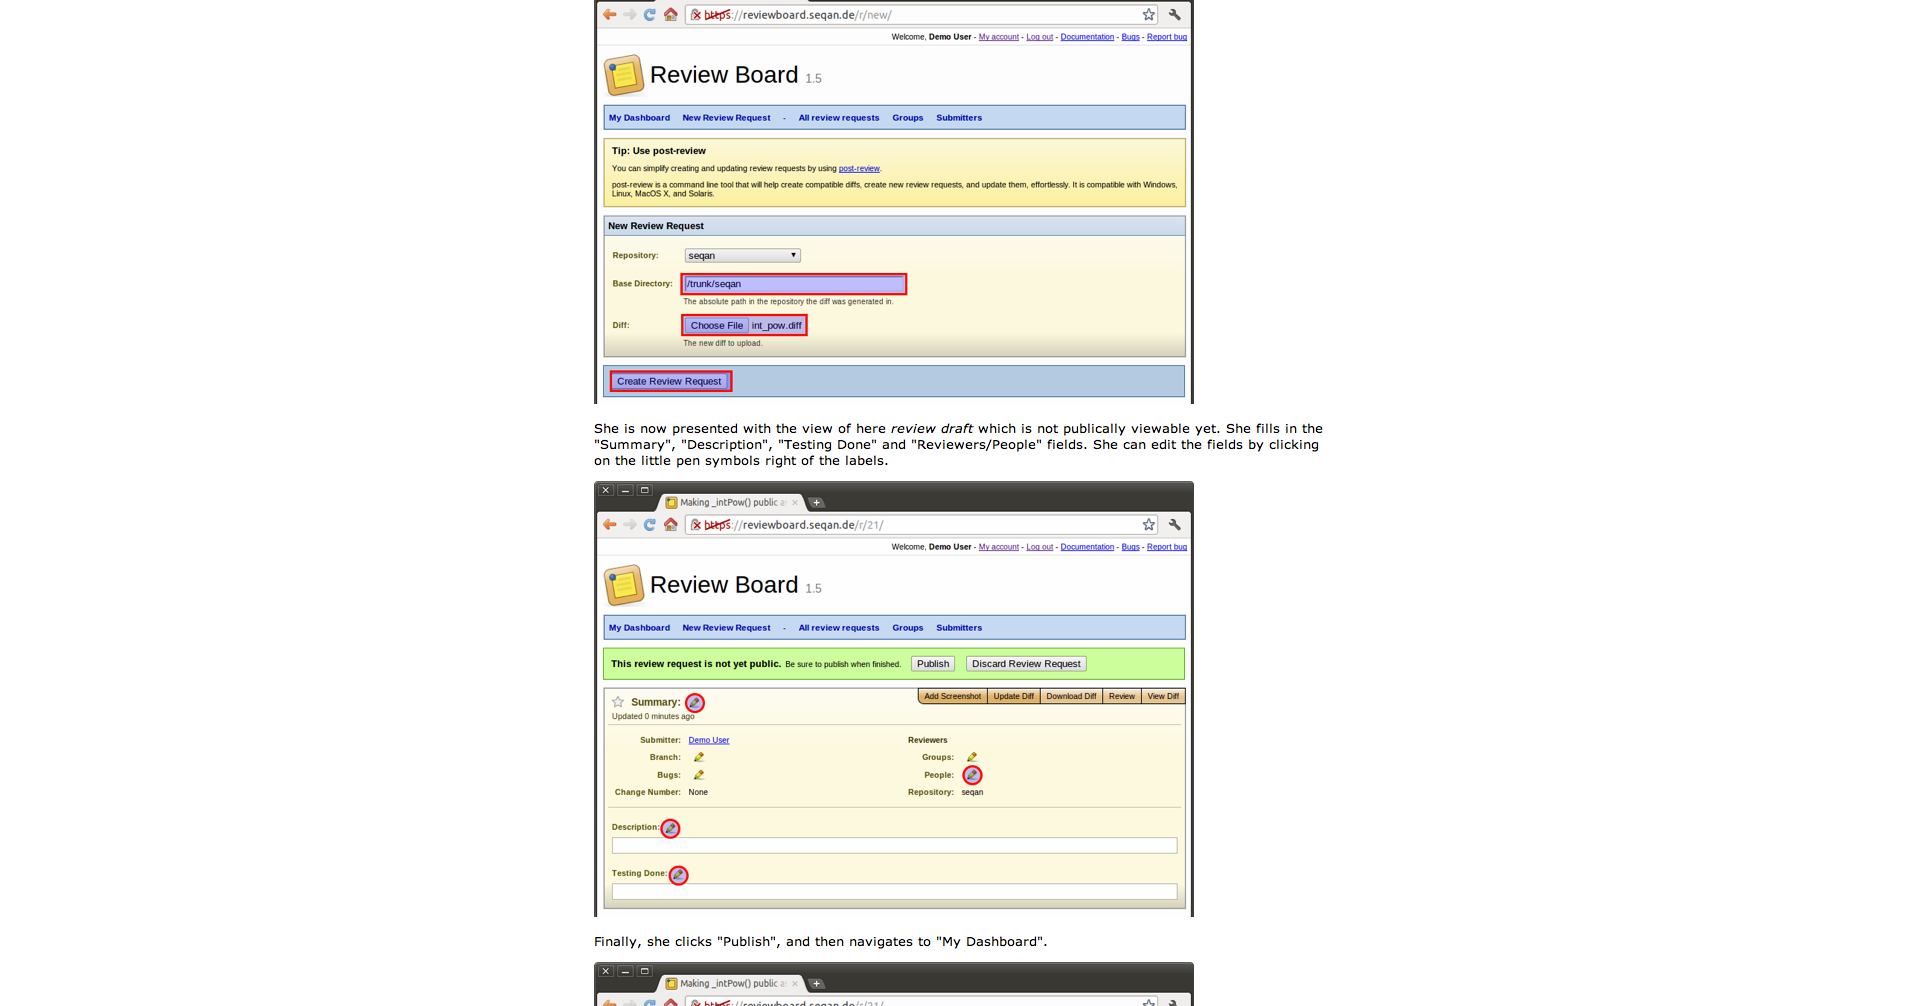 https://reviewboard.seqan.de/r/new/
Welcome, Demo User - My account - Log out - Documentation - Bugs - Report bug
Review Board 1.5
My Dashboard New Review Request - All review requests Groups Submitters
Tip: Use post-review
You can simplify creating and updating review requests by using post-review.
post-review is a command line tool that will help create compatible diffs, create new review requests, and update them, effortlessly. It is compatible with Windows,
Linux, MacOS X, and Solaris.
New Review Request
Repository: seqan
Base Directory: /trunk/seqan
The absolute path in the repository the diff was generated in.
Diff: Choose File int_pow.diff
The new diff to upload.
Create Review Request
She is now presented with the view of here review draft which is not publically viewable yet. She fills in the
"Summary", "Description", "Testing Done" and "Reviewers/People" fields. She can edit the fields by clicking
on the little pen symbols right of the labels.
Making _intPow() public a
https://reviewboard.seqan.de/r/21/
Welcome, Demo User - My account - Log out - Documentation - Bugs - Report bug
Review Board 1.5
My Dashboard New Review Request - All review requests Groups Submitters
This review request is not yet public. Be sure to publish when finished. Publish Discard Review Request
Add Screenshot Update Diff Download Diff Review View Diff
Summary:
Updated 0 minutes ago
Submitter: Demo User Reviewers
Branch: Groups:
Bugs: People:
Change Number: None Repository: seqan
Description:
Testing Done:
Finally, she clicks "Publish", and then navigates to "My Dashboard".
Making _intPow() public a
https://reviewboard.seqan.de/r/21/